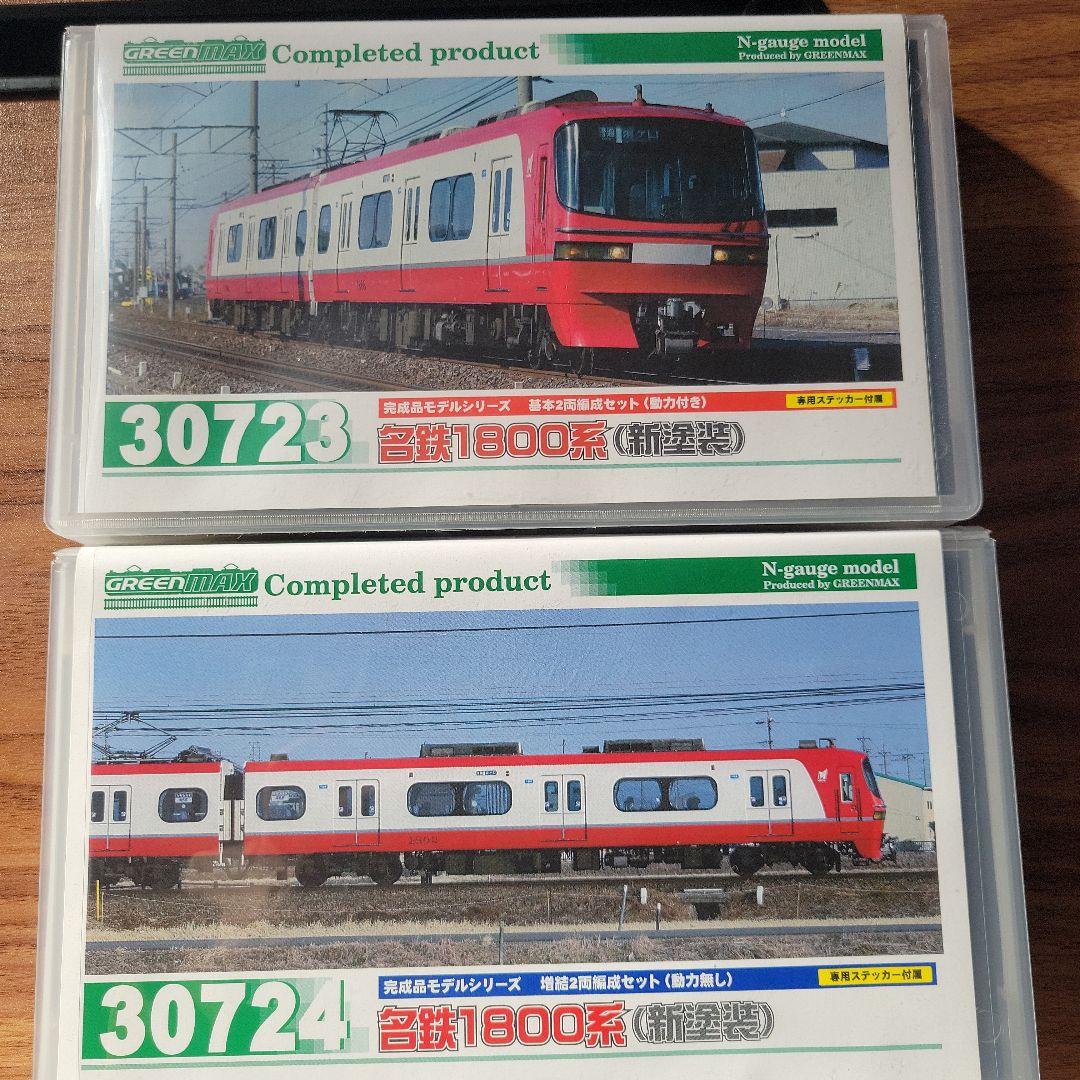 GREENMAX Completed product
N-gauge model
Produced by GREENMAX
30723
完成品モデルシリーズ 基本2両編成セット(動力付き)
専用ステッカー付属
名鉄1800系(新塗装)
GREENMAX Completed product
N-gauge model
Produced by GREENMAX
30724
完成品モデルシリーズ 増結2両編成セット(動力無し)
専用ステッカー付属
名鉄1800系(新塗装)